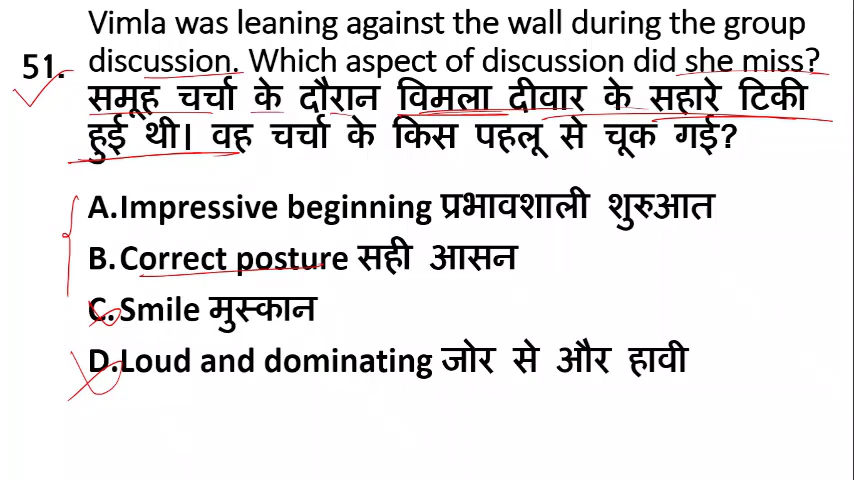 Vimla was leaning against the wall during the group
51. discussion. Which aspect of discussion did she miss?
समूह चर्चा के दौरान विमला दीवार के सहारे टिकी
हुई थी। वह चर्चा के किस पहलू से चूक गई?
A.Impressive beginning प्रभावशाली शुरुआत
B.Correct posture सही आसन
C.Smile मुस्कान
D.Loud and dominating जोर से और हावी